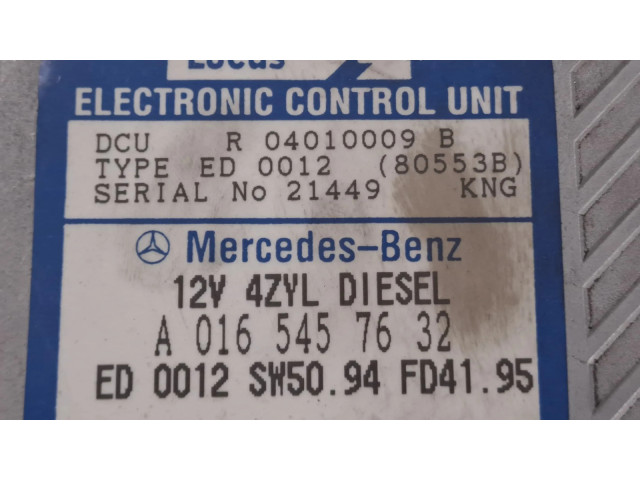 Lucas
ELECTRONIC CONTROL UNIT
DCU R 04010009 B
TYPE ED 0012 (80553B)
SERIAL No 21449 KNG
Mercedes-Benz
12V 4ZYL DIESEL
A 016 545 76 32
ED 0012 SW50.94 FD41.95